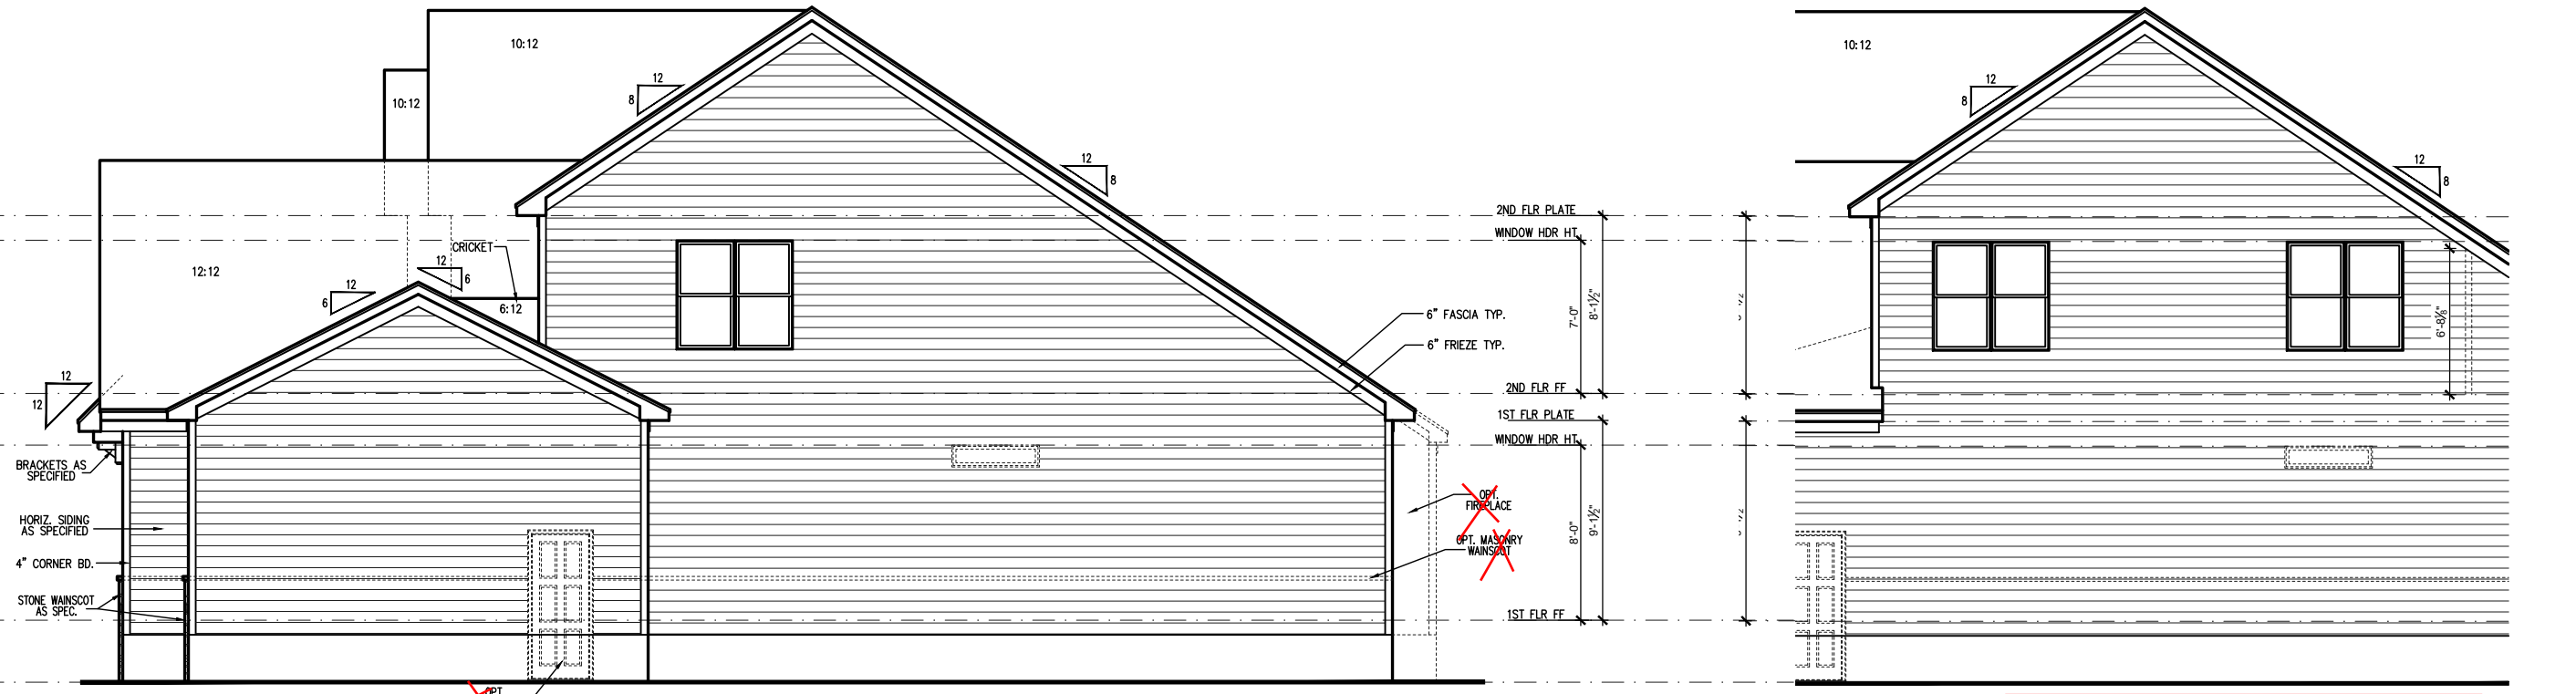 10:12
12
8
10:12
12
8
2ND FLR PLATE
WINDOW HDR HT.
CRICKET
12:12
12
6
12
6
6:12
7'-0"
8'-1½"
6" FASCIA TYP.
6" FRIEZE TYP.
12
12
2ND FLR FF
1ST FLR PLATE
WINDOW HDR HT.
BRACKETS AS
SPECIFIED
OPT.
FIREPLACE
HORIZ. SIDING
AS SPECIFIED
8'-0"
9'-1½"
OPT. MASONRY
WAINSCOT
4" CORNER BD.
STONE WAINSCOT
AS SPEC.
1ST FLR FF
OPT.
10:12
12
8
12
8
6'-8⅛"